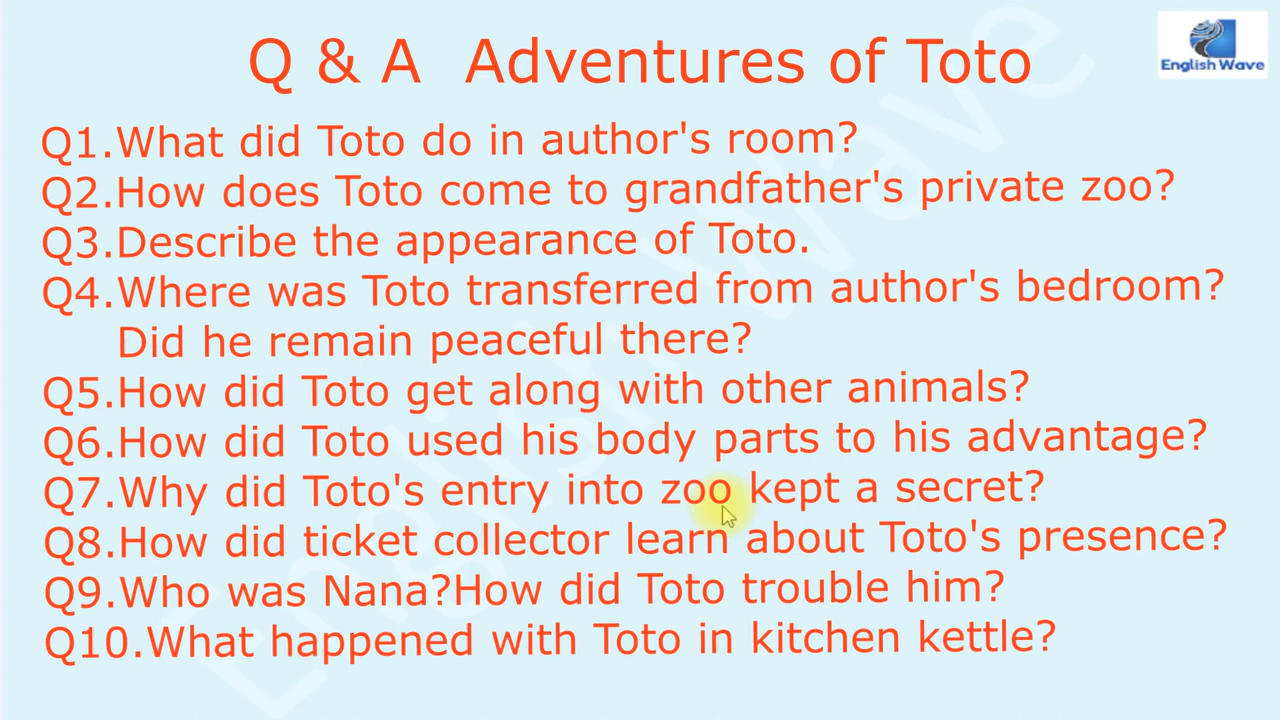 Q & A Adventures of Toto
English Wave
Q1.What did Toto do in author's room?
Q2.How does Toto come to grandfather's private zoo?
Q3.Describe the appearance of Toto.
Q4.Where was Toto transferred from author's bedroom?
Did he remain peaceful there?
Q5.How did Toto get along with other animals?
Q6.How did Toto used his body parts to his advantage?
Q7.Why did Toto's entry into zoo kept a secret?
Q8.How did ticket collector learn about Toto's presence?
Q9.Who was Nana?How did Toto trouble him?
Q10.What happened with Toto in kitchen kettle?
English Wave